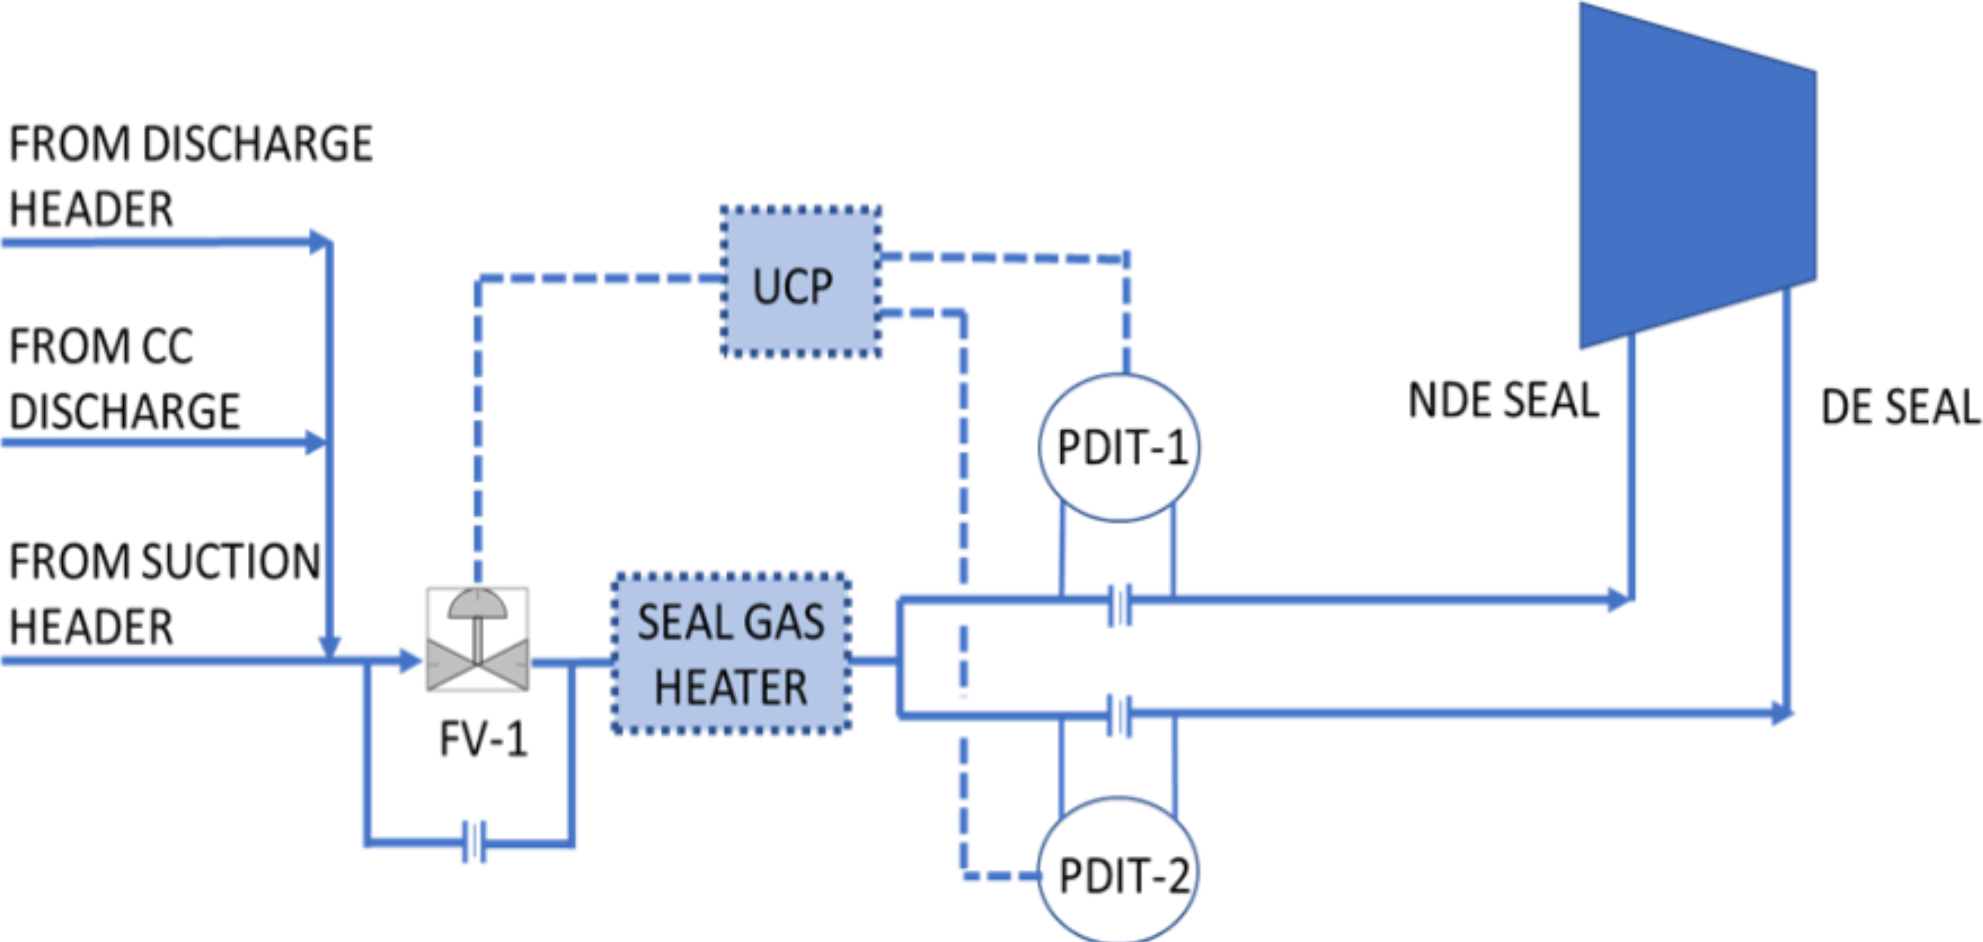 FROM DISCHARGE
HEADER
FROM CC
DISCHARGE
FROM SUCTION
HEADER
FV-1
UCP
SEAL GAS
HEATER
PDIT-1
PDIT-2
NDE SEAL
DE SEAL